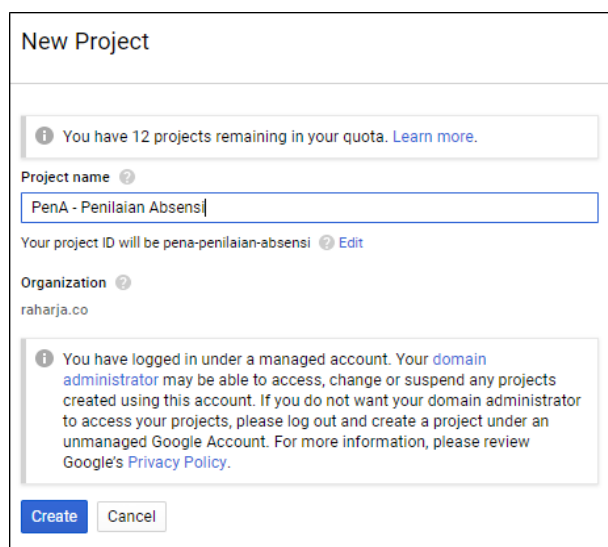 New Project
You have 12 projects remaining in your quota. Learn more.
Project name
PenA - Penilaian Absensi
Your project ID will be pena-penilaian-absensi Edit
Organization
raharja.co
You have logged in under a managed account. Your domain
administrator may be able to access, change or suspend any projects
created using this account. If you do not want your domain administrator
to access your projects, please log out and create a project under an
unmanaged Google Account. For more information, please review
Google's Privacy Policy.
Create Cancel